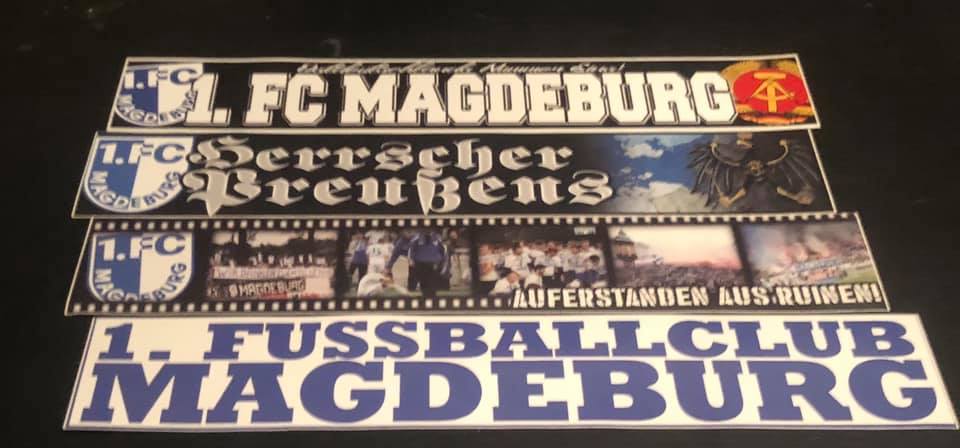 1. FC
MAGDEBURG
1. FC MAGDEBURG
1. FC
MAGDEBURG
Herrscher
Preußens
1. FC
MAGDEBURG
MAGDEBURG
AUFERSTANDEN AUS RUINEN!
1. FUSSBALLCLUB
MAGDEBURG